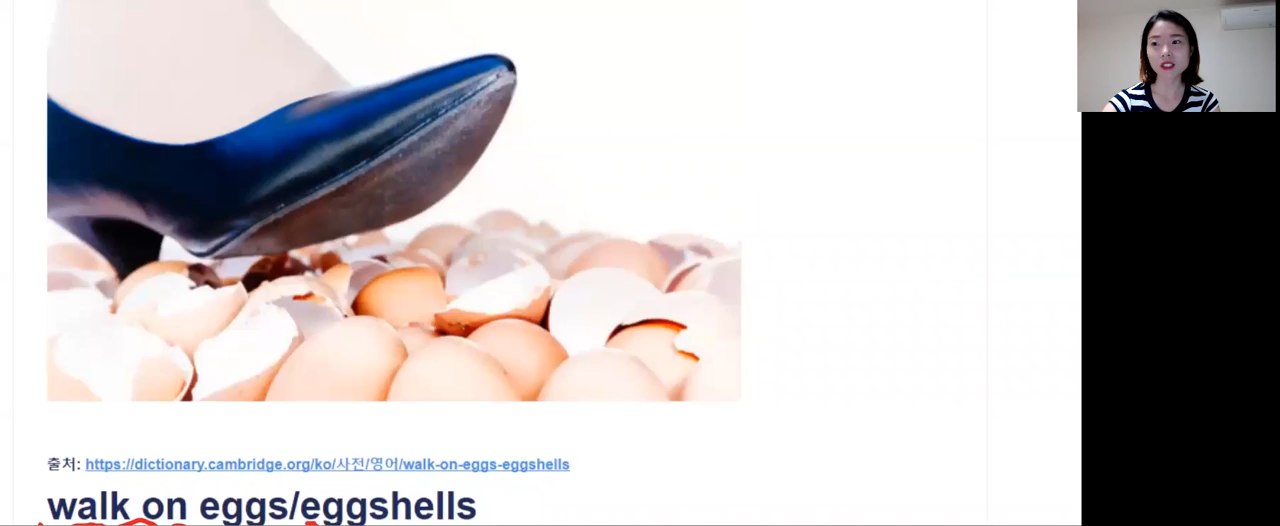 출처: https://dictionary.cambridge.org/ko/사전/영어/walk-on-eggs-eggshells
walk on eggs/eggshells